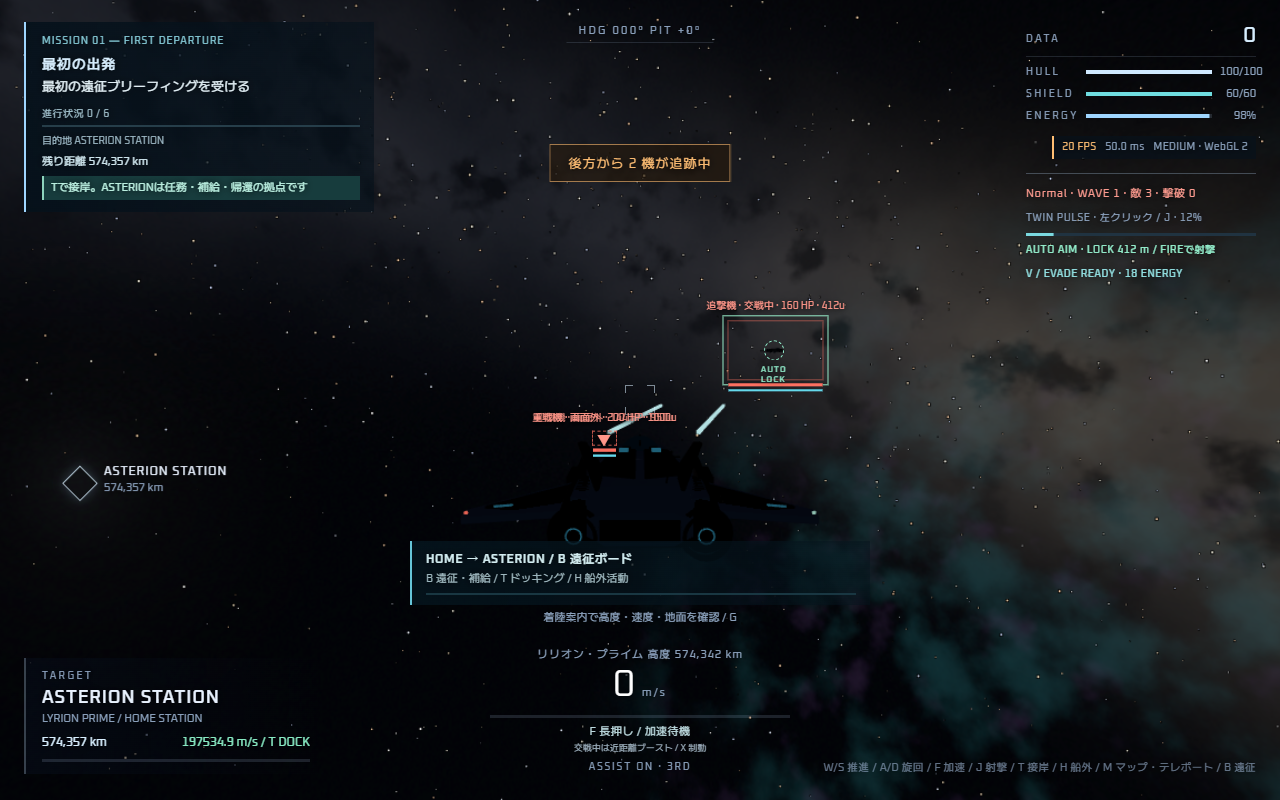 MISSION 01 — FIRST DEPARTURE
最初の出発
最初の遠征ブリーフィングを受ける
進行状況 0 / 6
目的地 ASTERION STATION
残り距離 574,357 km
Tで接岸。ASTERIONは任務・補給・帰還の拠点です
HDG 000° PIT +0°
後方から 2 機が追跡中
DATA 0
HULL 100/100
SHIELD 60/60
ENERGY 98%
20 FPS 50.0 ms MEDIUM · WebGL 2
Normal · WAVE 1 · 敵 3 · 撃破 0
TWIN PULSE · 左クリック / J · 12%
AUTO AIM · LOCK 412 m / FIREで射撃
V / EVADE READY · 18 ENERGY
追撃機 · 交戦中 · 160 HP · 412u
AUTO
LOCK
ASTERION STATION
574,357 km
HOME → ASTERION / B 遠征ボード
B 遠征・補給 / T ドッキング / H 船外活動
着陸案内で高度・速度・地面を確認 / G
リリオン・プライム 高度 574,342 km
0 m/s
F 長押し / 加速待機
交戦中は近距離ブースト / X 制動
ASSIST ON · 3RD
TARGET
ASTERION STATION
LYRION PRIME / HOME STATION
574,357 km 197534.9 m/s / T DOCK
W/S 推進 / A/D 旋回 / F 加速 / J 射撃 / T 接岸 / H 船外 / M マップ・テレポート / B 遠征